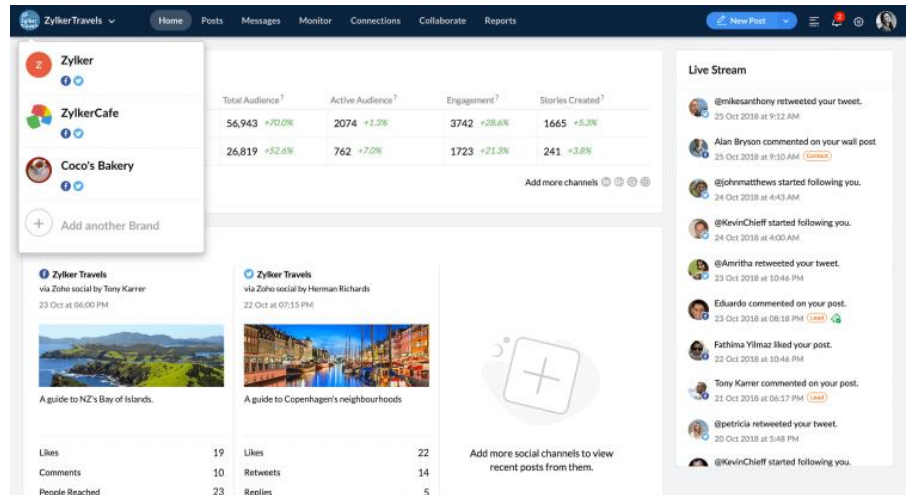 ZylkerTravels
Home Posts Messages Monitor Connections Collaborate Reports
New Post
2
Z
Zylker
ZylkerCafe
Coco's Bakery
Add another Brand
Total Audience? Active Audience? Engagement? Stories Created?
56,943 +70.0% 2074 +1.3% 3742 +28.6% 1665 +5.3%
26,819 +52.6% 762 +7.0% 1723 +21.3% 241 +3.8%
Add more channels
Zylker Travels
via Zoho social by Tony Karrer
23 Oct at 06:00 PM
A guide to NZ's Bay of Islands.
Likes 19
Comments 10
People Reached 23
Zylker Travels
via Zoho social by Herman Richards
22 Oct at 07:15 PM
A guide to Copenhagen's neighbourhoods
Likes 22
Retweets 14
Replies 5
Add more social channels to view
recent posts from them.
Live Stream
@mikesanthony retweeted your tweet.
25 Oct 2018 at 9:12 AM
Alan Bryson commented on your wall post
25 Oct 2018 at 9:10 AM Contact
@johnmatthews started following you.
24 Oct 2018 at 4:43 AM
@KevinChieff started following you.
24 Oct 2018 at 4:00 AM
@Amritha retweeted your tweet.
23 Oct 2018 at 10:46 PM
Eduardo commented on your post.
23 Oct 2018 at 08:18 PM Lead
Fathima Yilmaz liked your post.
22 Oct 2018 at 10:46 PM
Tony Karrer commented on your post.
21 Oct 2018 at 06:17 PM Lead
@petricia retweeted your tweet.
20 Oct 2018 at 5:48 PM
@KevinChieff started following you.